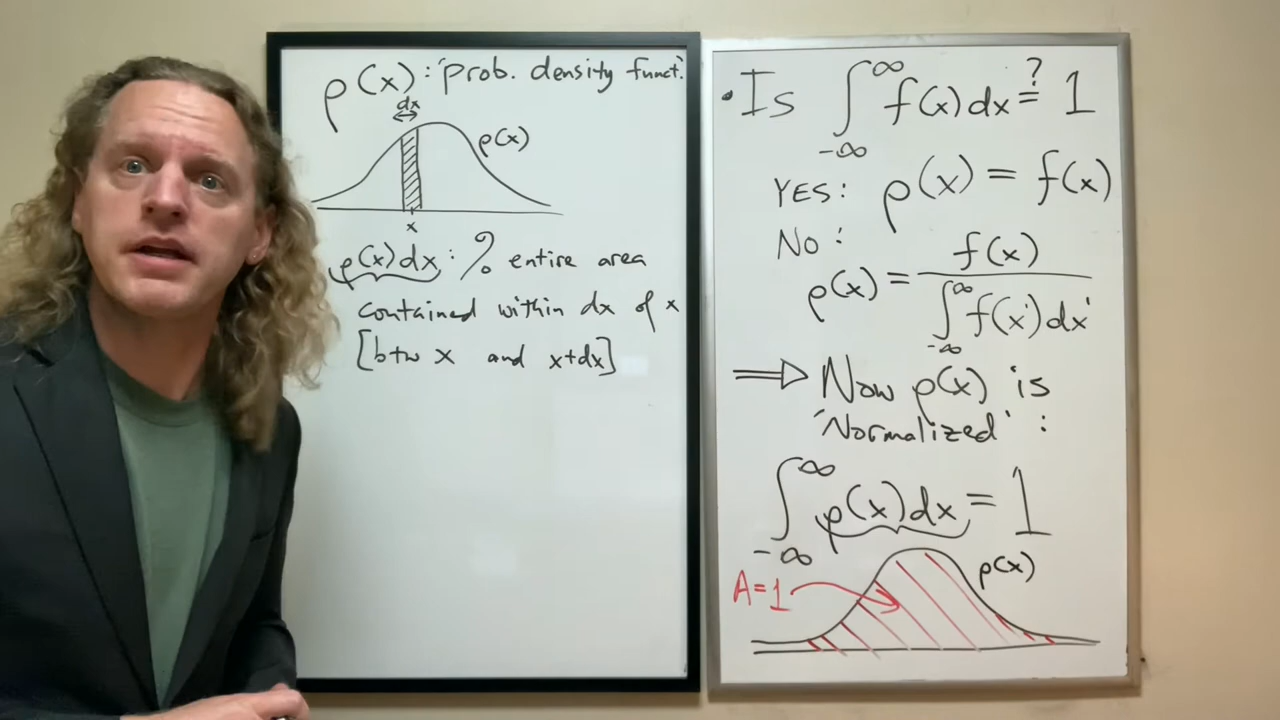 ρ(x): 'prob. density funct.'
dx
ρ(x)
x
ρ(x)dx : % entire area
contained within dx of x
[btw x and x+dx]
• Is ∫_{-∞}^{∞} f(x)dx ?= 1
YES: ρ(x) = f(x)
No: ρ(x) = f(x) / ∫_{-∞}^{∞} f(x')dx'
⟹ Now ρ(x) is
'Normalized' :
∫_{-∞}^{∞} ρ(x)dx = 1
ρ(x)
A=1